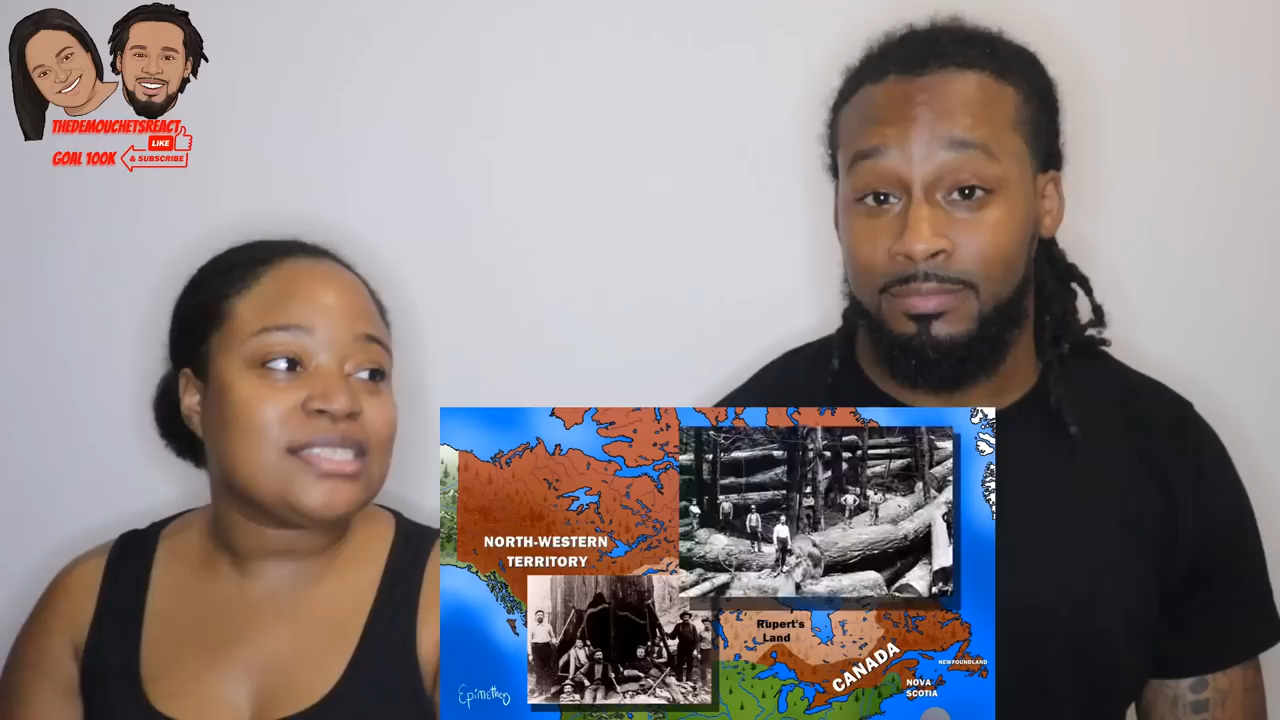 THEDEMOUCHETSREACT
LIKE
GOAL 100K
& SUBSCRIBE
NORTH-WESTERN
TERRITORY
Rupert's
Land
CANADA
NEWFOUNDLAND
NOVA
SCOTIA
Epimetheus